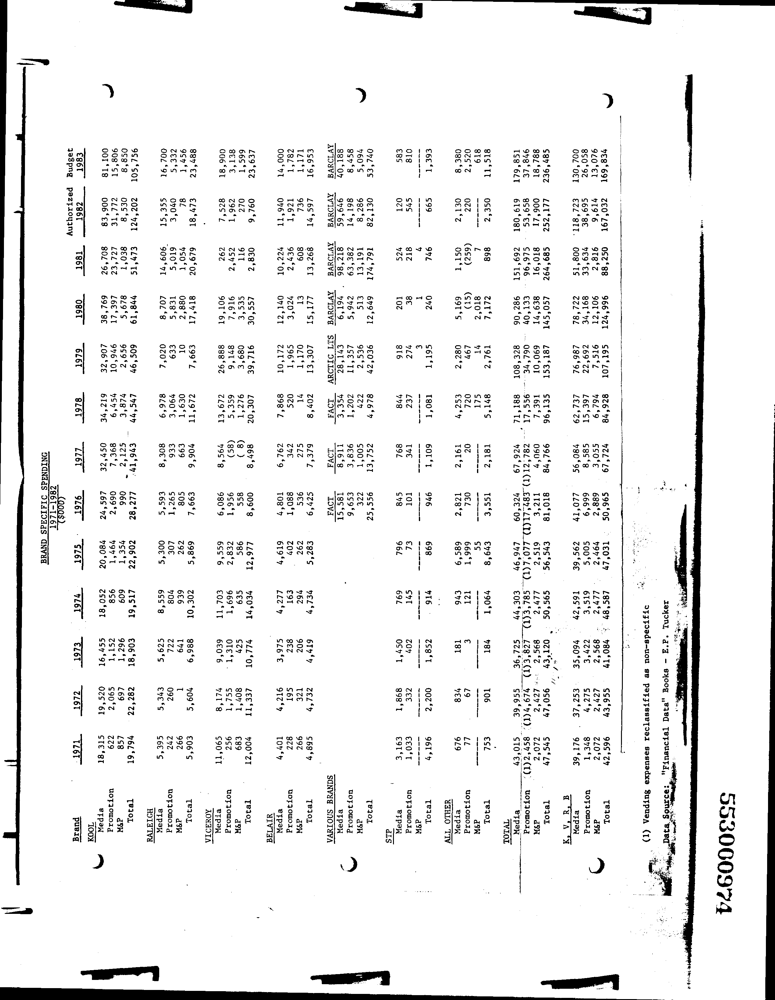 BRAND SPECIFIC SPENDING
1971-1982
($000)
Authorized Budget
Brand 1971 1972 1973 1974 1975 1976 1977 1978 1979 1980 1981 1982 1983
KOOL
Media 18,315 19,520 16,455 18,052 20,084 24,597 32,450 34,219 32,907 38,769 26,708 83,900 81,100
Promotion 622 2,065 1,152 856 1,464 2,690 7,368 6,454 10,946 17,397 23,727 31,772 15,806
M&P 857 697 1,296 609 1,354 990 2,125 3,874 2,656 5,678 1,038 8,530 8,850
Total 19,794 22,282 18,903 19,517 22,902 28,277 41,943 44,547 46,509 61,844 51,473 124,202 105,756
RALEIGH
Media 5,395 5,343 5,625 8,559 5,300 5,593 8,308 6,978 7,020 8,707 14,606 15,355 16,700
Promotion 242 260 722 804 307 1,265 933 3,064 633 5,831 5,019 3,040 5,332
M&P 266 1 641 939 262 805 663 1,630 10 2,880 1,054 78 1,456
Total 5,903 5,604 6,988 10,302 5,869 7,663 9,904 11,672 7,663 17,418 20,679 18,473 23,488
VICEROY
Media 11,065 8,174 9,039 11,703 9,559 6,086 8,564 13,672 26,888 19,106 262 7,528 18,900
Promotion 256 1,755 1,310 1,696 2,832 1,956 (58) 5,359 9,148 7,916 2,452 1,962 3,138
M&P 683 1,408 425 635 586 558 ( 8) 1,276 3,680 3,535 116 270 1,599
Total 12,004 11,337 10,774 14,034 12,977 8,600 8,498 20,307 39,716 30,557 2,830 9,760 23,637
BELAIR
Media 4,401 4,216 3,975 4,277 4,619 4,801 6,762 7,868 10,172 12,140 10,224 11,940 14,000
Promotion 228 195 238 163 402 1,088 342 520 1,965 3,024 2,436 1,921 1,782
M&P 266 321 206 294 262 536 275 14 1,170 13 608 736 1,171
Total 4,895 4,732 4,419 4,734 5,283 6,425 7,379 8,402 13,307 15,177 13,268 14,597 16,953
VARIOUS BRANDS FACT FACT FACT ARCTIC LTS BARCLAY BARCLAY BARCLAY BARCLAY
Media 15,581 8,911 3,354 28,143 6,194 98,218 59,646 40,188
Promotion 9,653 3,836 1,202 11,357 5,942 63,382 14,198 8,458
M&P 322 1,005 422 2,536 513 13,191 8,286 5,094
Total 25,556 13,752 4,978 42,036 12,649 174,791 82,130 53,740
STP
Media 3,163 1,868 1,450 769 796 845 768 844 918 201 524 120 583
Promotion 1,033 332 402 145 73 101 341 237 274 38 218 545 810
M&P 3 1 4
Total 4,196 2,200 1,852 914 869 946 1,109 1,081 1,195 240 746 665 1,393
ALL OTHER
Media 676 834 181 943 6,589 2,821 2,161 4,253 2,280 5,169 1,150 2,130 8,380
Promotion 77 67 3 121 1,999 730 20 720 467 (15) (259) 220 2,520
M&P 55 175 14 2,018 7 618
Total 753 901 184 1,064 8,643 3,551 2,181 5,148 2,761 7,172 898 2,350 11,518
TOTAL
Media 43,015 39,955 36,725 44,303 46,947 60,324 67,924 71,188 108,328 90,286 151,692 180,619 179,851
Promotion (1)2,458 (1)4,674 (1)3,827 (1)3,785 (1)7,077 (1)17,483 (1)12,782 17,556 34,790 40,133 96,975 53,658 37,846
M&P 2,072 2,427 2,568 2,477 2,519 3,211 4,060 7,391 10,069 14,638 16,018 17,900 18,788
Total 47,545 47,056 43,120 50,565 56,543 81,018 84,766 96,135 153,187 145,057 264,685 252,177 236,485
K, V, R, B
Media 39,176 37,253 35,094 42,591 39,562 41,077 56,084 62,737 76,987 78,722 51,800 118,723 130,700
Promotion 1,348 4,275 3,422 3,519 5,005 6,999 8,585 15,397 22,692 34,168 33,634 38,695 26,058
M&P 2,072 2,427 2,568 2,477 2,464 2,889 3,055 6,794 7,516 12,106 2,816 9,614 13,076
Total 42,596 43,955 41,084 48,587 47,031 50,965 67,724 84,928 107,195 124,996 88,250 167,032 169,834
(1) Vending expenses reclassified as non-specific
Data Source: "Financial Data" Books - E.P. Tucker
553000974